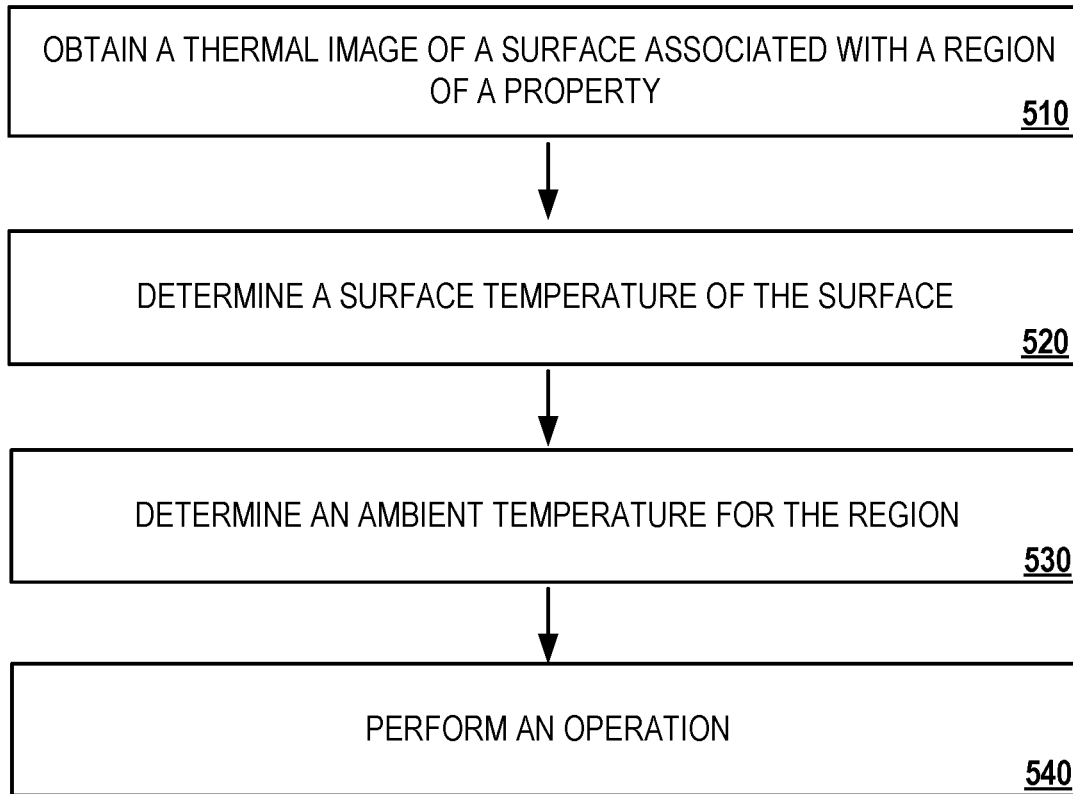 OBTAIN A THERMAL IMAGE OF A SURFACE ASSOCIATED WITH A REGION
OF A PROPERTY
510
DETERMINE A SURFACE TEMPERATURE OF THE SURFACE
520
DETERMINE AN AMBIENT TEMPERATURE FOR THE REGION
530
PERFORM AN OPERATION
540